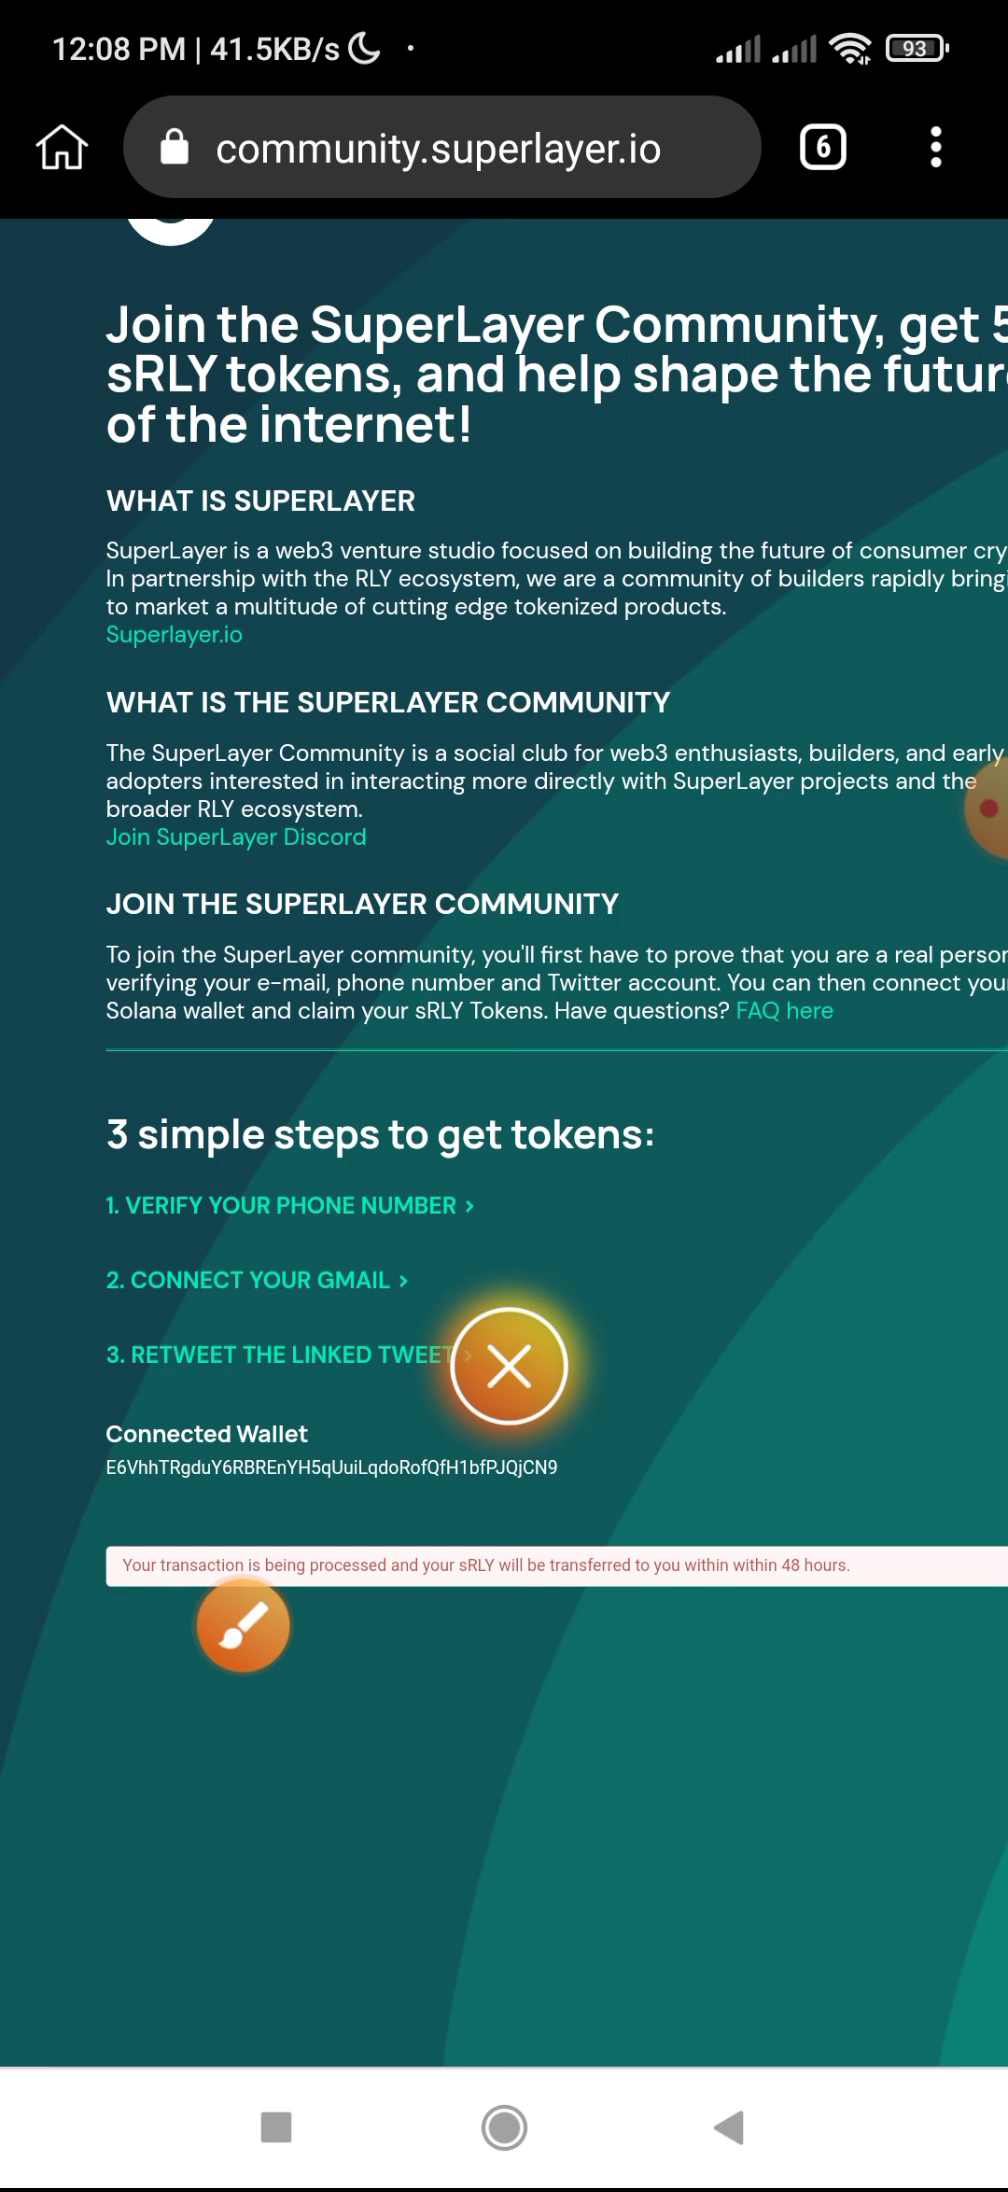 12:08 PM | 41.5KB/s
93
community.superlayer.io
6
Join the SuperLayer Community, get 5
sRLY tokens, and help shape the future
of the internet!
WHAT IS SUPERLAYER
SuperLayer is a web3 venture studio focused on building the future of consumer cry
In partnership with the RLY ecosystem, we are a community of builders rapidly bringi
to market a multitude of cutting edge tokenized products.
Superlayer.io
WHAT IS THE SUPERLAYER COMMUNITY
The SuperLayer Community is a social club for web3 enthusiasts, builders, and early
adopters interested in interacting more directly with SuperLayer projects and the
broader RLY ecosystem.
Join SuperLayer Discord
JOIN THE SUPERLAYER COMMUNITY
To join the SuperLayer community, you'll first have to prove that you are a real person
verifying your e-mail, phone number and Twitter account. You can then connect your
Solana wallet and claim your sRLY Tokens. Have questions? FAQ here
3 simple steps to get tokens:
1. VERIFY YOUR PHONE NUMBER >
2. CONNECT YOUR GMAIL >
3. RETWEET THE LINKED TWEET >
Connected Wallet
E6VhhTRgduY6RBREnYH5qUuiLqdoRofQfH1bfPJQjCN9
Your transaction is being processed and your sRLY will be transferred to you within within 48 hours.